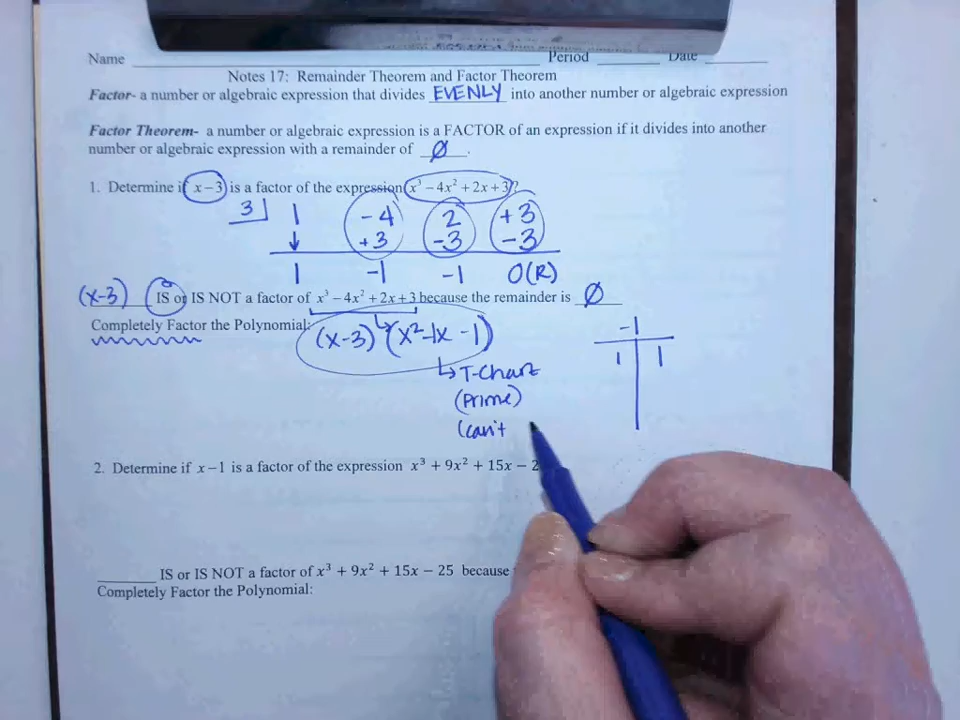 Name Period Date
Notes 17: Remainder Theorem and Factor Theorem
Factor- a number or algebraic expression that divides EVENLY into another number or algebraic expression
Factor Theorem- a number or algebraic expression is a FACTOR of an expression if it divides into another
number or algebraic expression with a remainder of Ø.
1. Determine if x−3 is a factor of the expression x³ − 4x² + 2x + 3?
3 1 −4 2 +3
↓ +3 −3 −3
1 −1 −1 0(R)
(x-3) IS or IS NOT a factor of x³ − 4x² + 2x + 3 because the remainder is Ø
Completely Factor the Polynomial:
(x−3) (x²−1x −1)
−1
1 1
↳ T-Chart
(Prime)
(can't
2. Determine if x−1 is a factor of the expression x³ + 9x² + 15x − 2
IS or IS NOT a factor of x³ + 9x² + 15x − 25 because
Completely Factor the Polynomial: